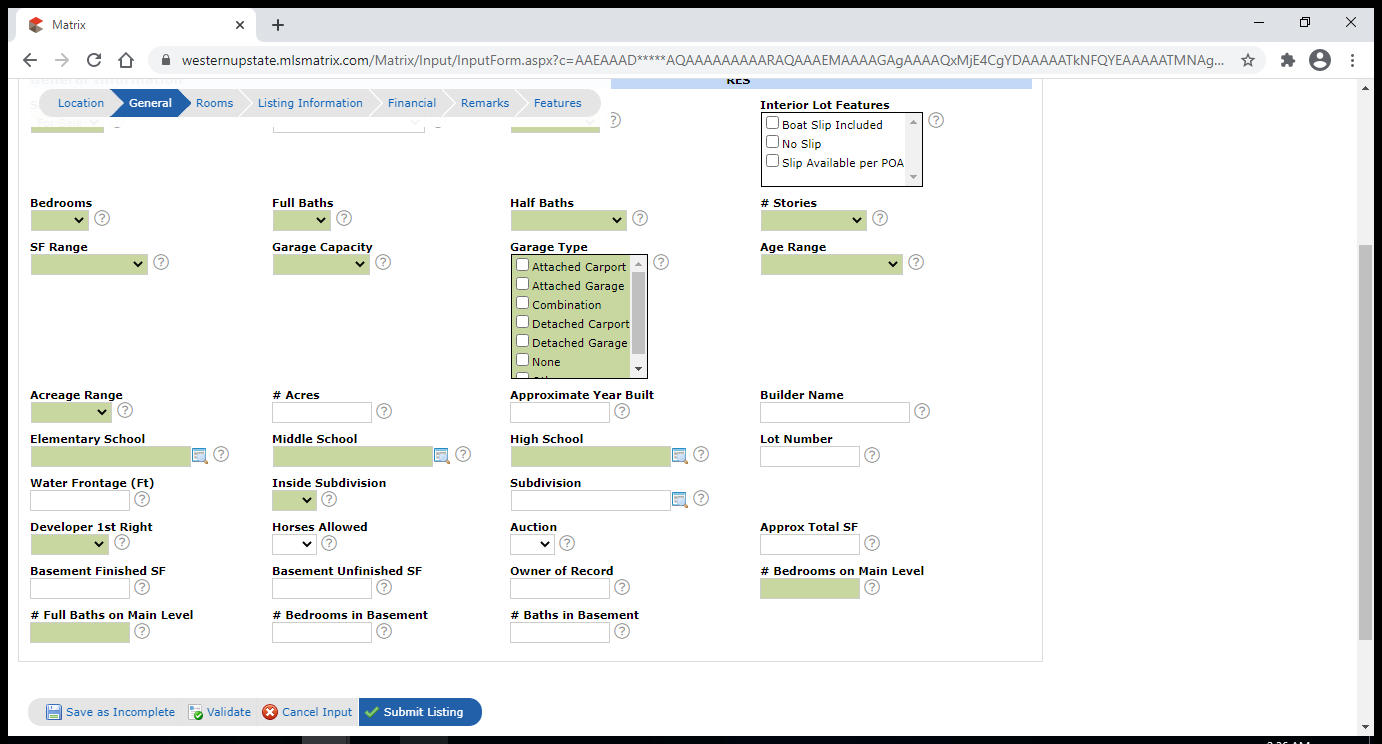 Matrix
westernupstate.mlsmatrix.com/Matrix/Input/InputForm.aspx?c=AAEAAAD*****AQAAAAAAAAARAQAAAEMAAAAGAgAAAAQxMjE4CgYDAAAAATkNFQYEAAAAATMNAg...
RES
Location General Rooms Listing Information Financial Remarks Features
Interior Lot Features
Boat Slip Included
No Slip
Slip Available per POA
Bedrooms Full Baths Half Baths # Stories
SF Range Garage Capacity Garage Type Age Range
Attached Carport
Attached Garage
Combination
Detached Carport
Detached Garage
None
Acreage Range # Acres Approximate Year Built Builder Name
Elementary School Middle School High School Lot Number
Water Frontage (Ft) Inside Subdivision Subdivision
Developer 1st Right Horses Allowed Auction Approx Total SF
Basement Finished SF Basement Unfinished SF Owner of Record # Bedrooms on Main Level
# Full Baths on Main Level # Bedrooms in Basement # Baths in Basement
Save as Incomplete Validate Cancel Input Submit Listing